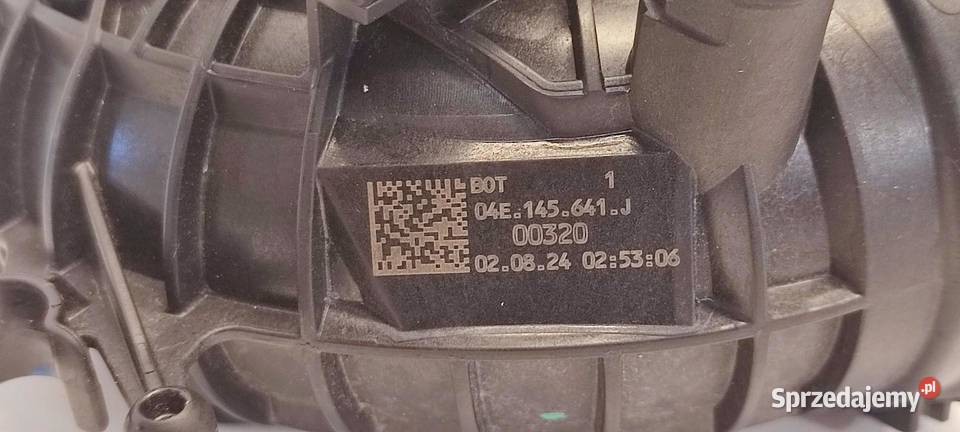 BOT 1
04E.145.641.J
00320
02.08.24 02:53:06
Sprzedajemy.pl